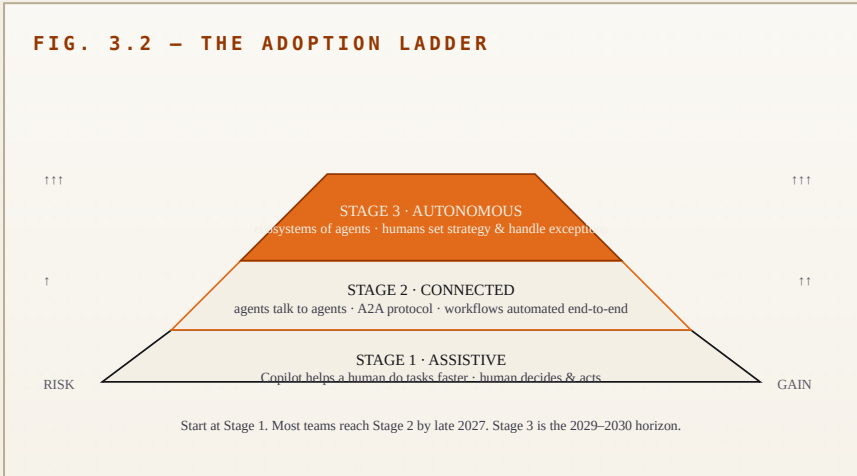 FIG. 3.2 — THE ADOPTION LADDER
↑↑↑ ↑↑↑
STAGE 3 · AUTONOMOUS
of agents · humans set strategy & handle
↑ ↑↑
STAGE 2 · CONNECTED
agents talk to agents · A2A protocol · workflows automated end-to-end
STAGE 1 · ASSISTIVE
Copilot helps a human do tasks faster · human decides & acts
RISK GAIN
Start at Stage 1. Most teams reach Stage 2 by late 2027. Stage 3 is the 2029–2030 horizon.